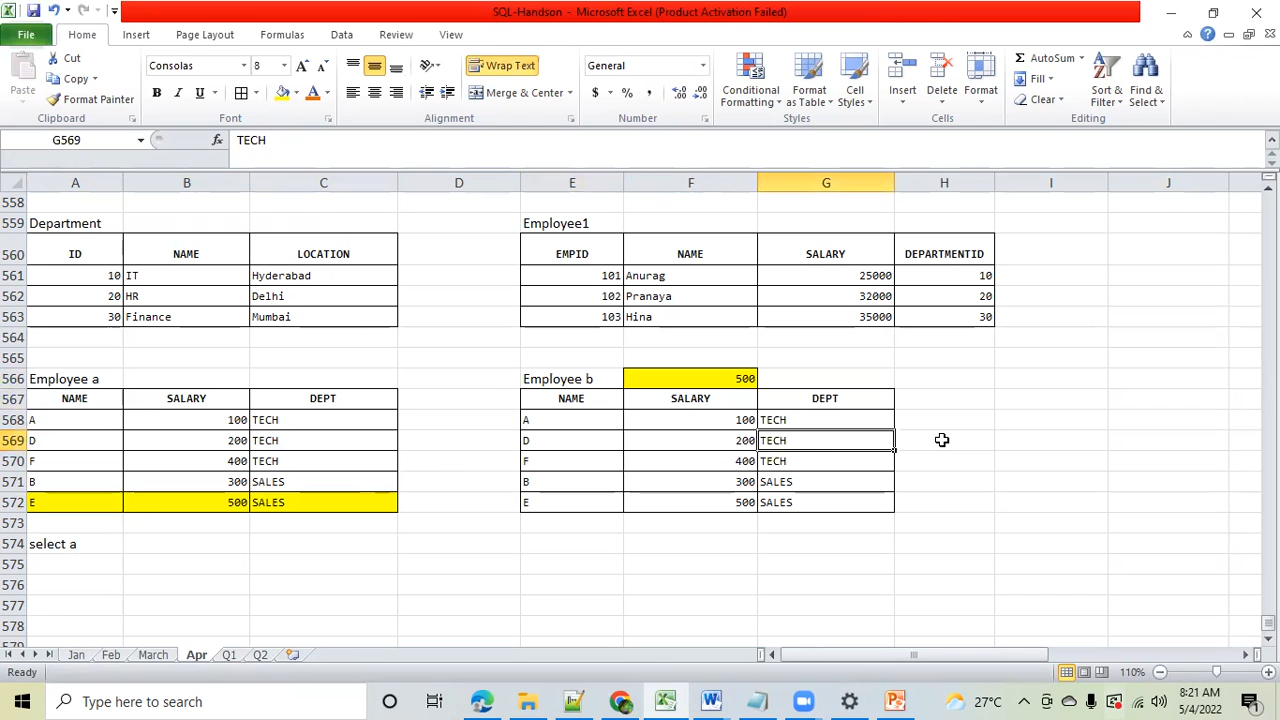 SQL-Handson - Microsoft Excel (Product Activation Failed)
File Home Insert Page Layout Formulas Data Review View
Paste Cut Copy Format Painter
Consolas 8 B I U A
Wrap Text
Merge & Center
General
$ % ,
Conditional Formatting Format as Table Cell Styles
Insert Delete Format
Σ AutoSum Fill Clear Sort & Filter Find & Select
Clipboard Font Alignment Number Styles Cells Editing
G569 fx TECH
A B C D E F G H I J
558
559 Department Employee1
560 ID NAME LOCATION EMPID NAME SALARY DEPARTMENTID
561 10 IT Hyderabad 101 Anurag 25000 10
562 20 HR Delhi 102 Pranaya 32000 20
563 30 Finance Mumbai 103 Hina 35000 30
564
565
566 Employee a Employee b 500
567 NAME SALARY DEPT NAME SALARY DEPT
568 A 100 TECH A 100 TECH
569 D 200 TECH D 200 TECH
570 F 400 TECH F 400 TECH
571 B 300 SALES B 300 SALES
572 E 500 SALES E 500 SALES
573
574 select a
575
576
577
578
579
Jan Feb March Apr Q1 Q2
Ready 110%
Type here to search 27°C 8:21 AM
5/4/2022